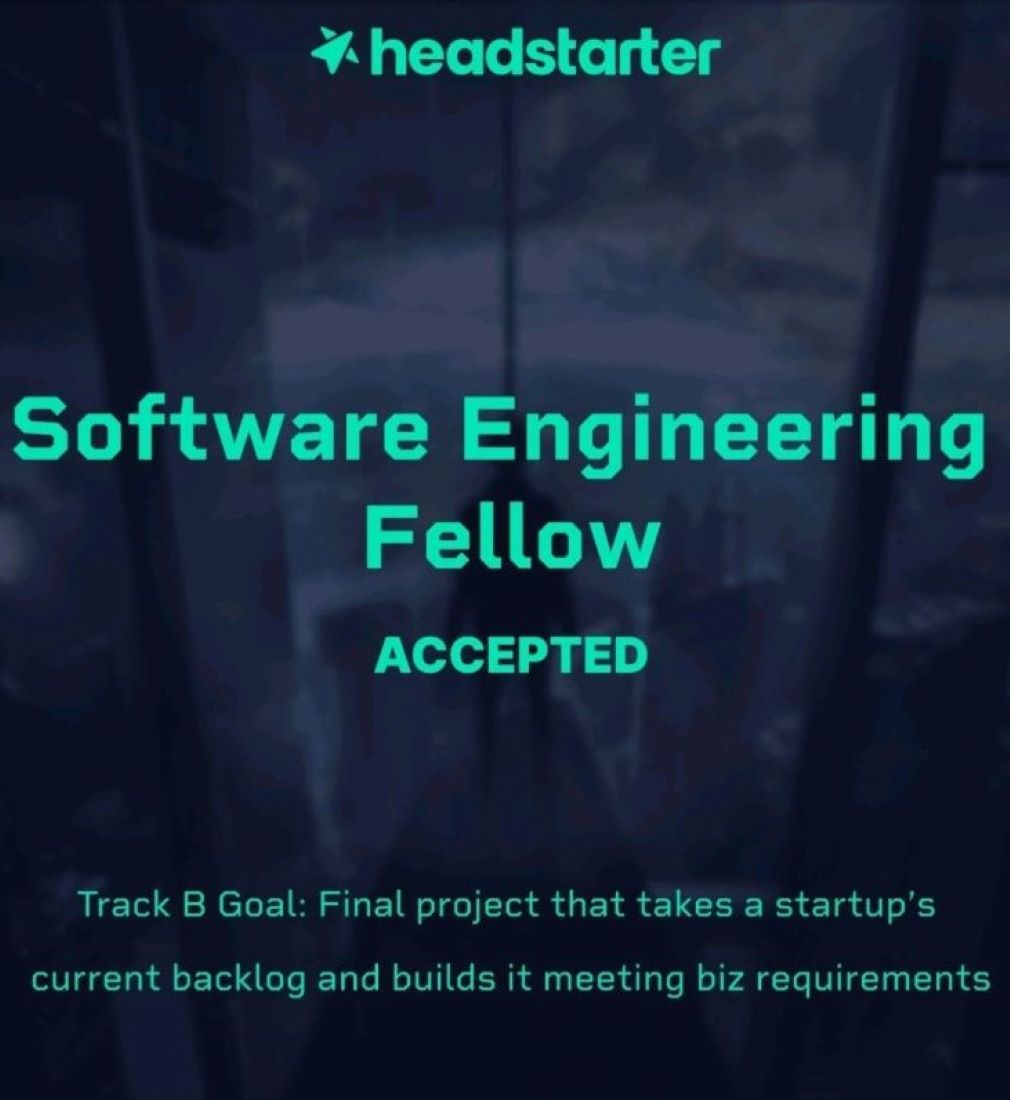 headstarter
Software Engineering
Fellow
ACCEPTED
Track B Goal: Final project that takes a startup’s
current backlog and builds it meeting biz requirements